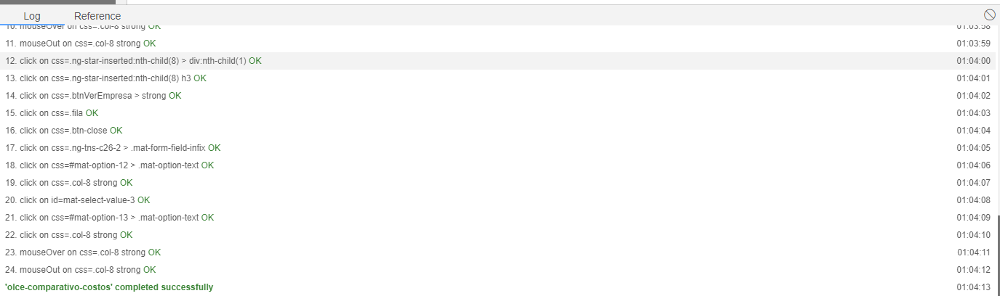 Log Reference
10. mouseOver on css=.col-8 strong OK 01:03:58
11. mouseOut on css=.col-8 strong OK 01:03:59
12. click on css=.ng-star-inserted:nth-child(8) > div:nth-child(1) OK 01:04:00
13. click on css=.ng-star-inserted:nth-child(8) h3 OK 01:04:01
14. click on css=.btnVerEmpresa > strong OK 01:04:02
15. click on css=.fila OK 01:04:03
16. click on css=.btn-close OK 01:04:04
17. click on css=.ng-tns-c26-2 > .mat-form-field-infix OK 01:04:05
18. click on css=#mat-option-12 > .mat-option-text OK 01:04:06
19. click on css=.col-8 strong OK 01:04:07
20. click on id=mat-select-value-3 OK 01:04:08
21. click on css=#mat-option-13 > .mat-option-text OK 01:04:09
22. click on css=.col-8 strong OK 01:04:10
23. mouseOver on css=.col-8 strong OK 01:04:11
24. mouseOut on css=.col-8 strong OK 01:04:12
'olce-comparativo-costos' completed successfully 01:04:13